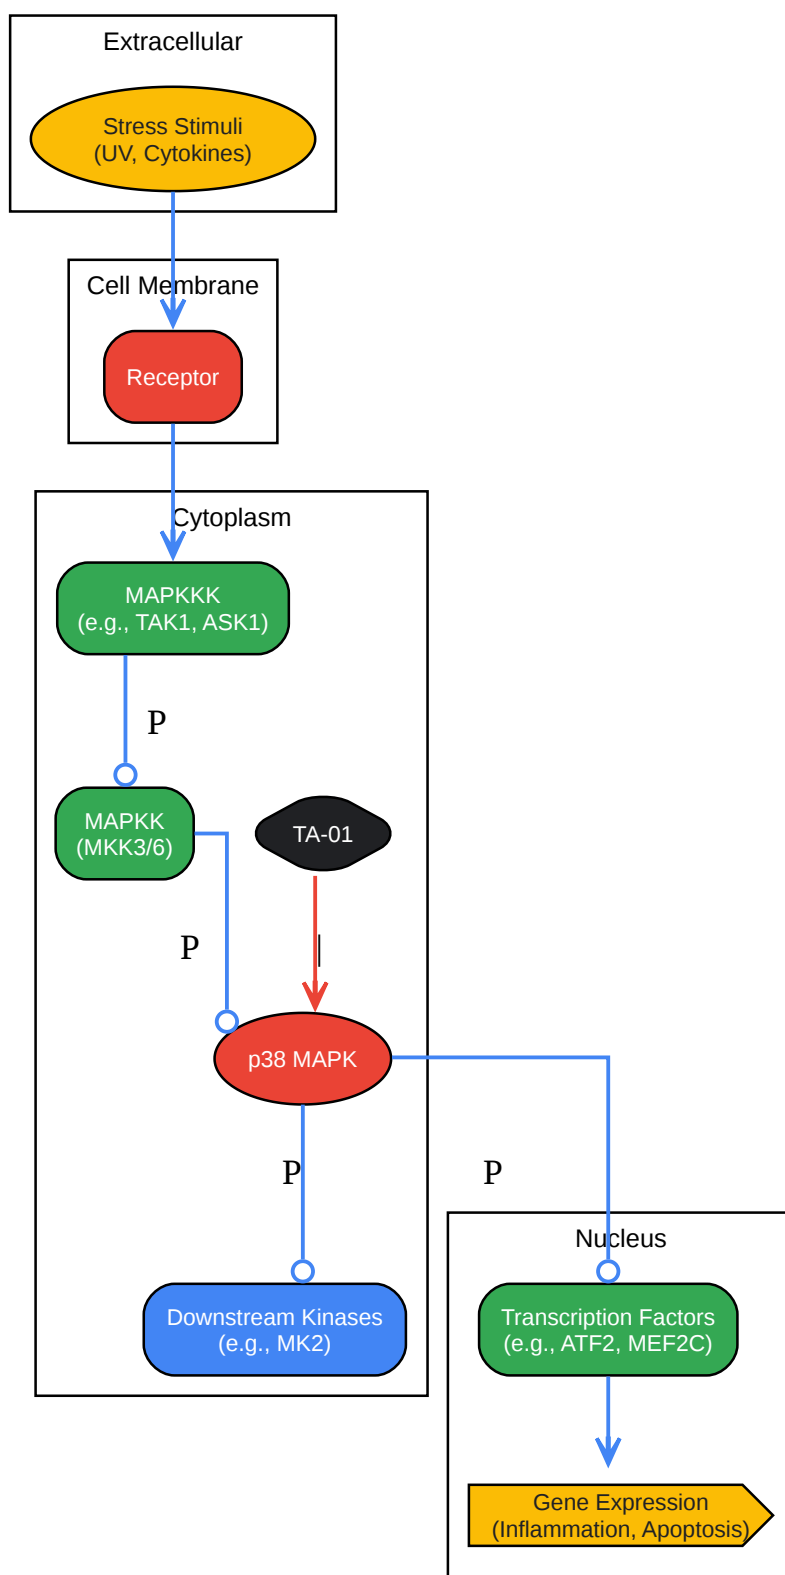 Extracellular
Stress Stimuli
(UV, Cytokines)
Cell Membrane
Receptor
Cytoplasm
MAPKKK
(e.g., TAK1, ASK1)
P
MAPKK
(MKK3/6)
TA-01
P
|
p38 MAPK
P
P
Nucleus
Downstream Kinases
(e.g., MK2)
Transcription Factors
(e.g., ATF2, MEF2C)
Gene Expression
(Inflammation, Apoptosis)